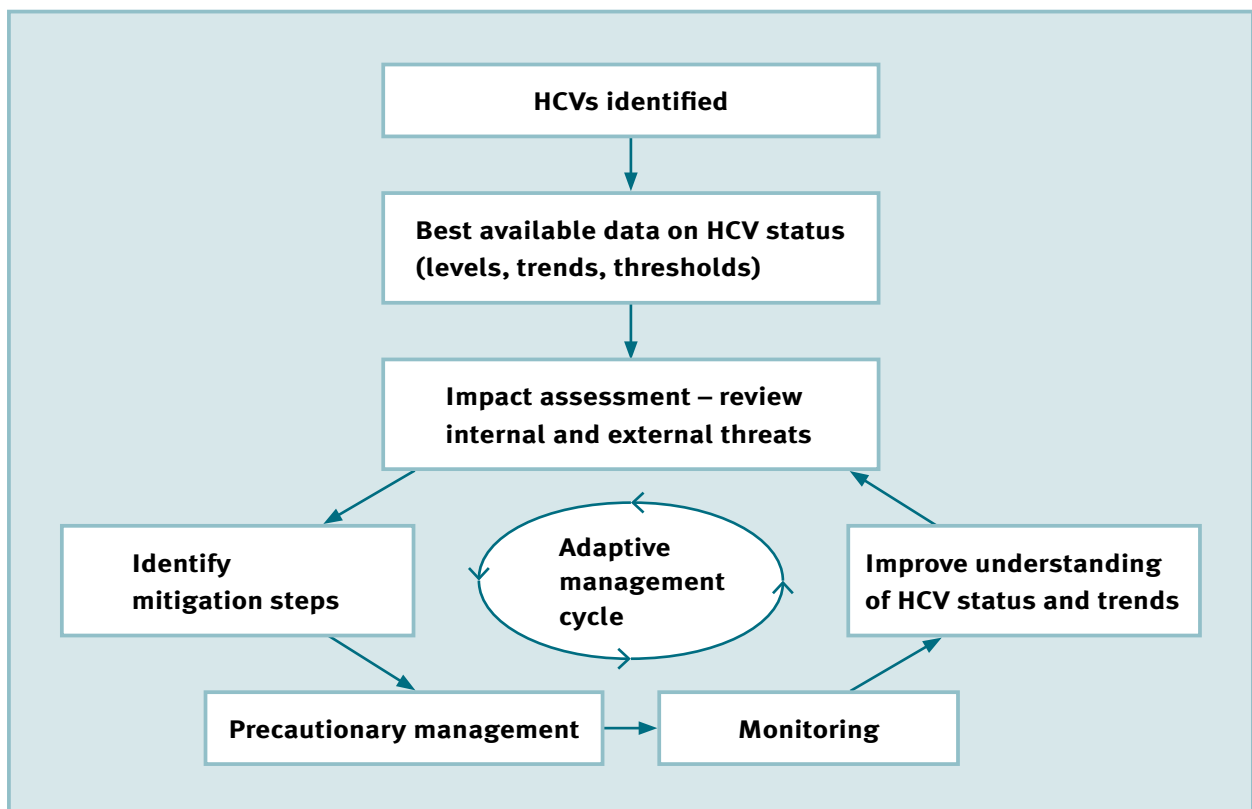 HCVs identified
Best available data on HCV status
(levels, trends, thresholds)
Impact assessment – review
internal and external threats
Identify
mitigation steps
Adaptive
management
cycle
Improve understanding
of HCV status and trends
Precautionary management
Monitoring